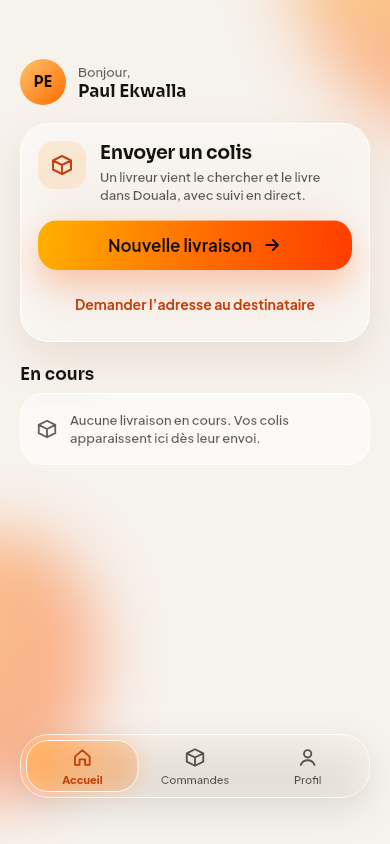 PE
Bonjour,
Paul Ekwalla
Envoyer un colis
Un livreur vient le chercher et le livre
dans Douala, avec suivi en direct.
Nouvelle livraison
Demander l’adresse au destinataire
En cours
Aucune livraison en cours. Vos colis
apparaissent ici dès leur envoi.
Accueil
Commandes
Profil